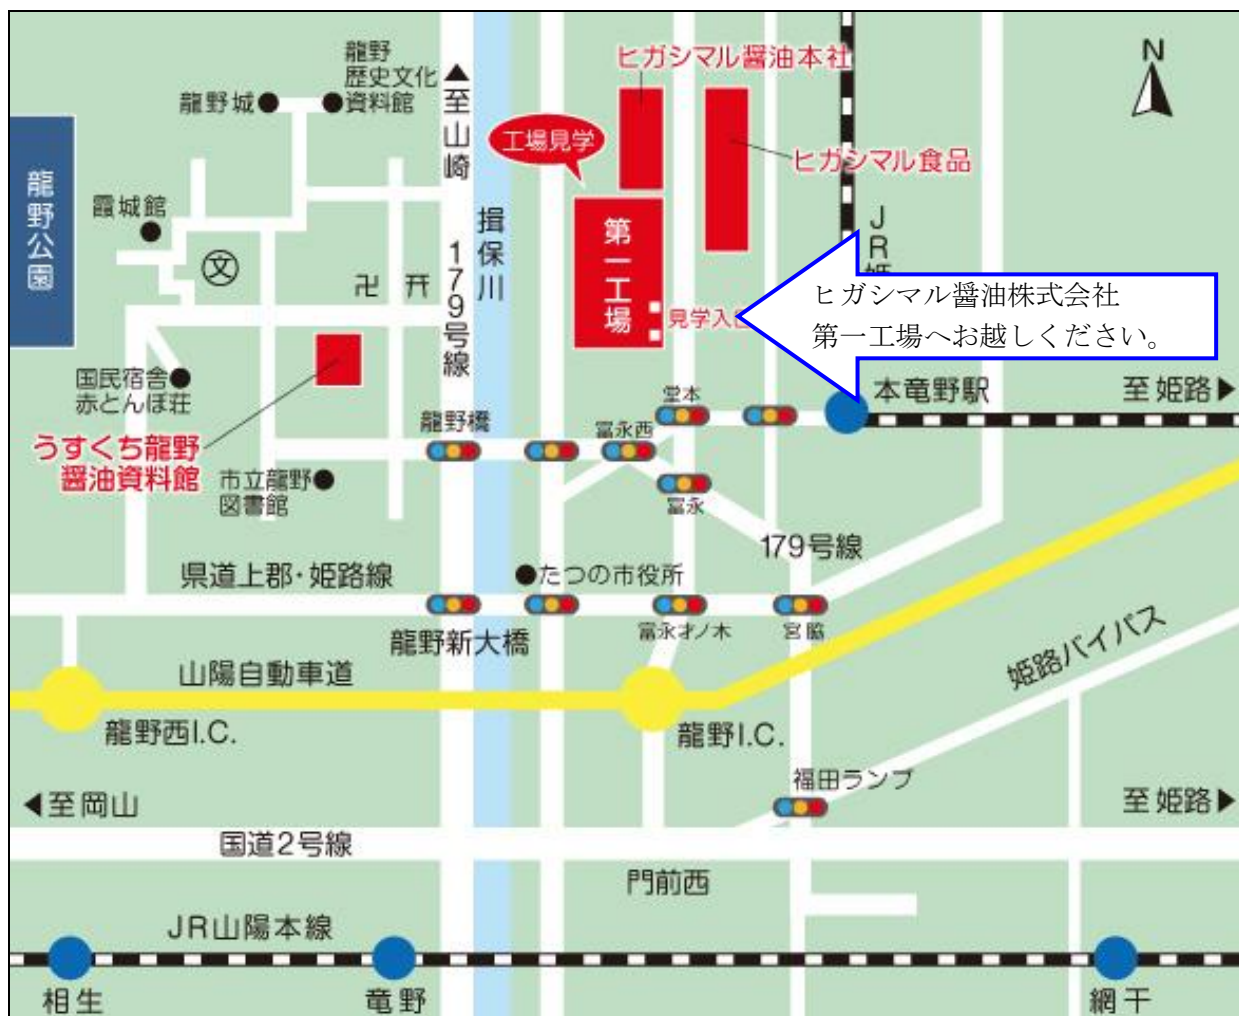 龍野
歴史文化
資料館
龍野城
▲至山崎
ヒガシマル醤油本社
N
工場見学
ヒガシマル食品
龍野公園
霞城館
文
卍
179号線
揖保川
第一工場
見学入
JR
ヒガシマル醤油株式会社
第一工場へお越しください。
国民宿舎
赤とんぼ荘
うすくち龍野
醤油資料館
市立龍野
図書館
龍野橋
富永西
堂本
富永
本竜野駅
至姫路▶
179号線
県道上郡・姫路線
たつの市役所
龍野新大橋
富永才ノ木
宮脇
山陽自動車道
龍野西I.C.
龍野I.C.
姫路バイパス
福田ランプ
◀至岡山
至姫路▶
国道2号線
門前西
JR山陽本線
相生
竜野
網干